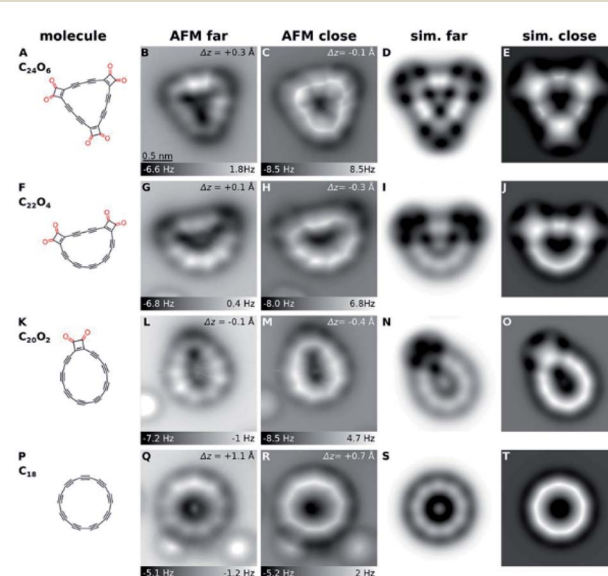 molecule AFM far AFM close sim. far sim. close
A B Δz = +0.3 Å C Δz= -0.1 Å D E
C24O6
0.5 nm
-6.6 Hz 1.8Hz -8.5 Hz 8.5Hz
F G Δz = +0.1 Å H Δz = -0.3 Å I J
C22O4
-6.8 Hz 0.4 Hz -8.0 Hz 6.8Hz
K L Δz = -0.1 Å M Δz = -0.4 Å N O
C20O2
-7.2 Hz -1 Hz -8.5 Hz 4.7 Hz
P Q Δz = +1.1 Å R Δz= +0.7 Å S T
C18
-5.1 Hz -1.2 Hz -5.2 Hz 2 Hz